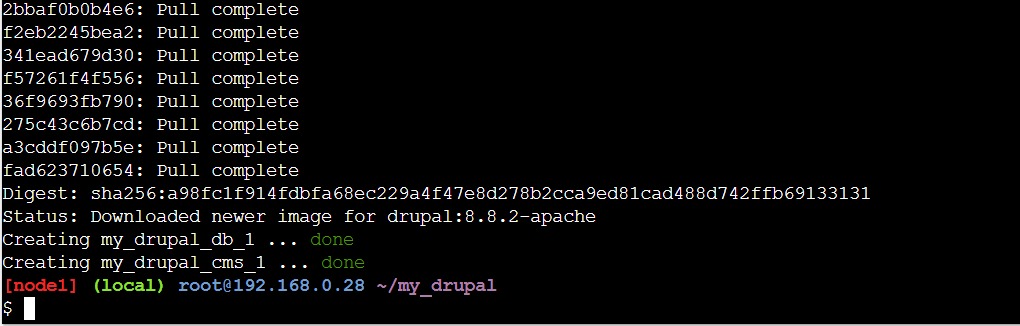 2bbaf0b0b4e6: Pull complete
f2eb2245bea2: Pull complete
341ead679d30: Pull complete
f57261f4f556: Pull complete
36f9693fb790: Pull complete
275c43c6b7cd: Pull complete
a3cddf097b5e: Pull complete
fad623710654: Pull complete
Digest: sha256:a98fc1f914fdbfa68ec229a4f47e8d278b2cca9ed81cad488d742ffb69133131
Status: Downloaded newer image for drupal:8.8.2-apache
Creating my_drupal_db_1 ... done
Creating my_drupal_cms_1 ... done
[node1] (local) root@192.168.0.28 ~/my_drupal
$